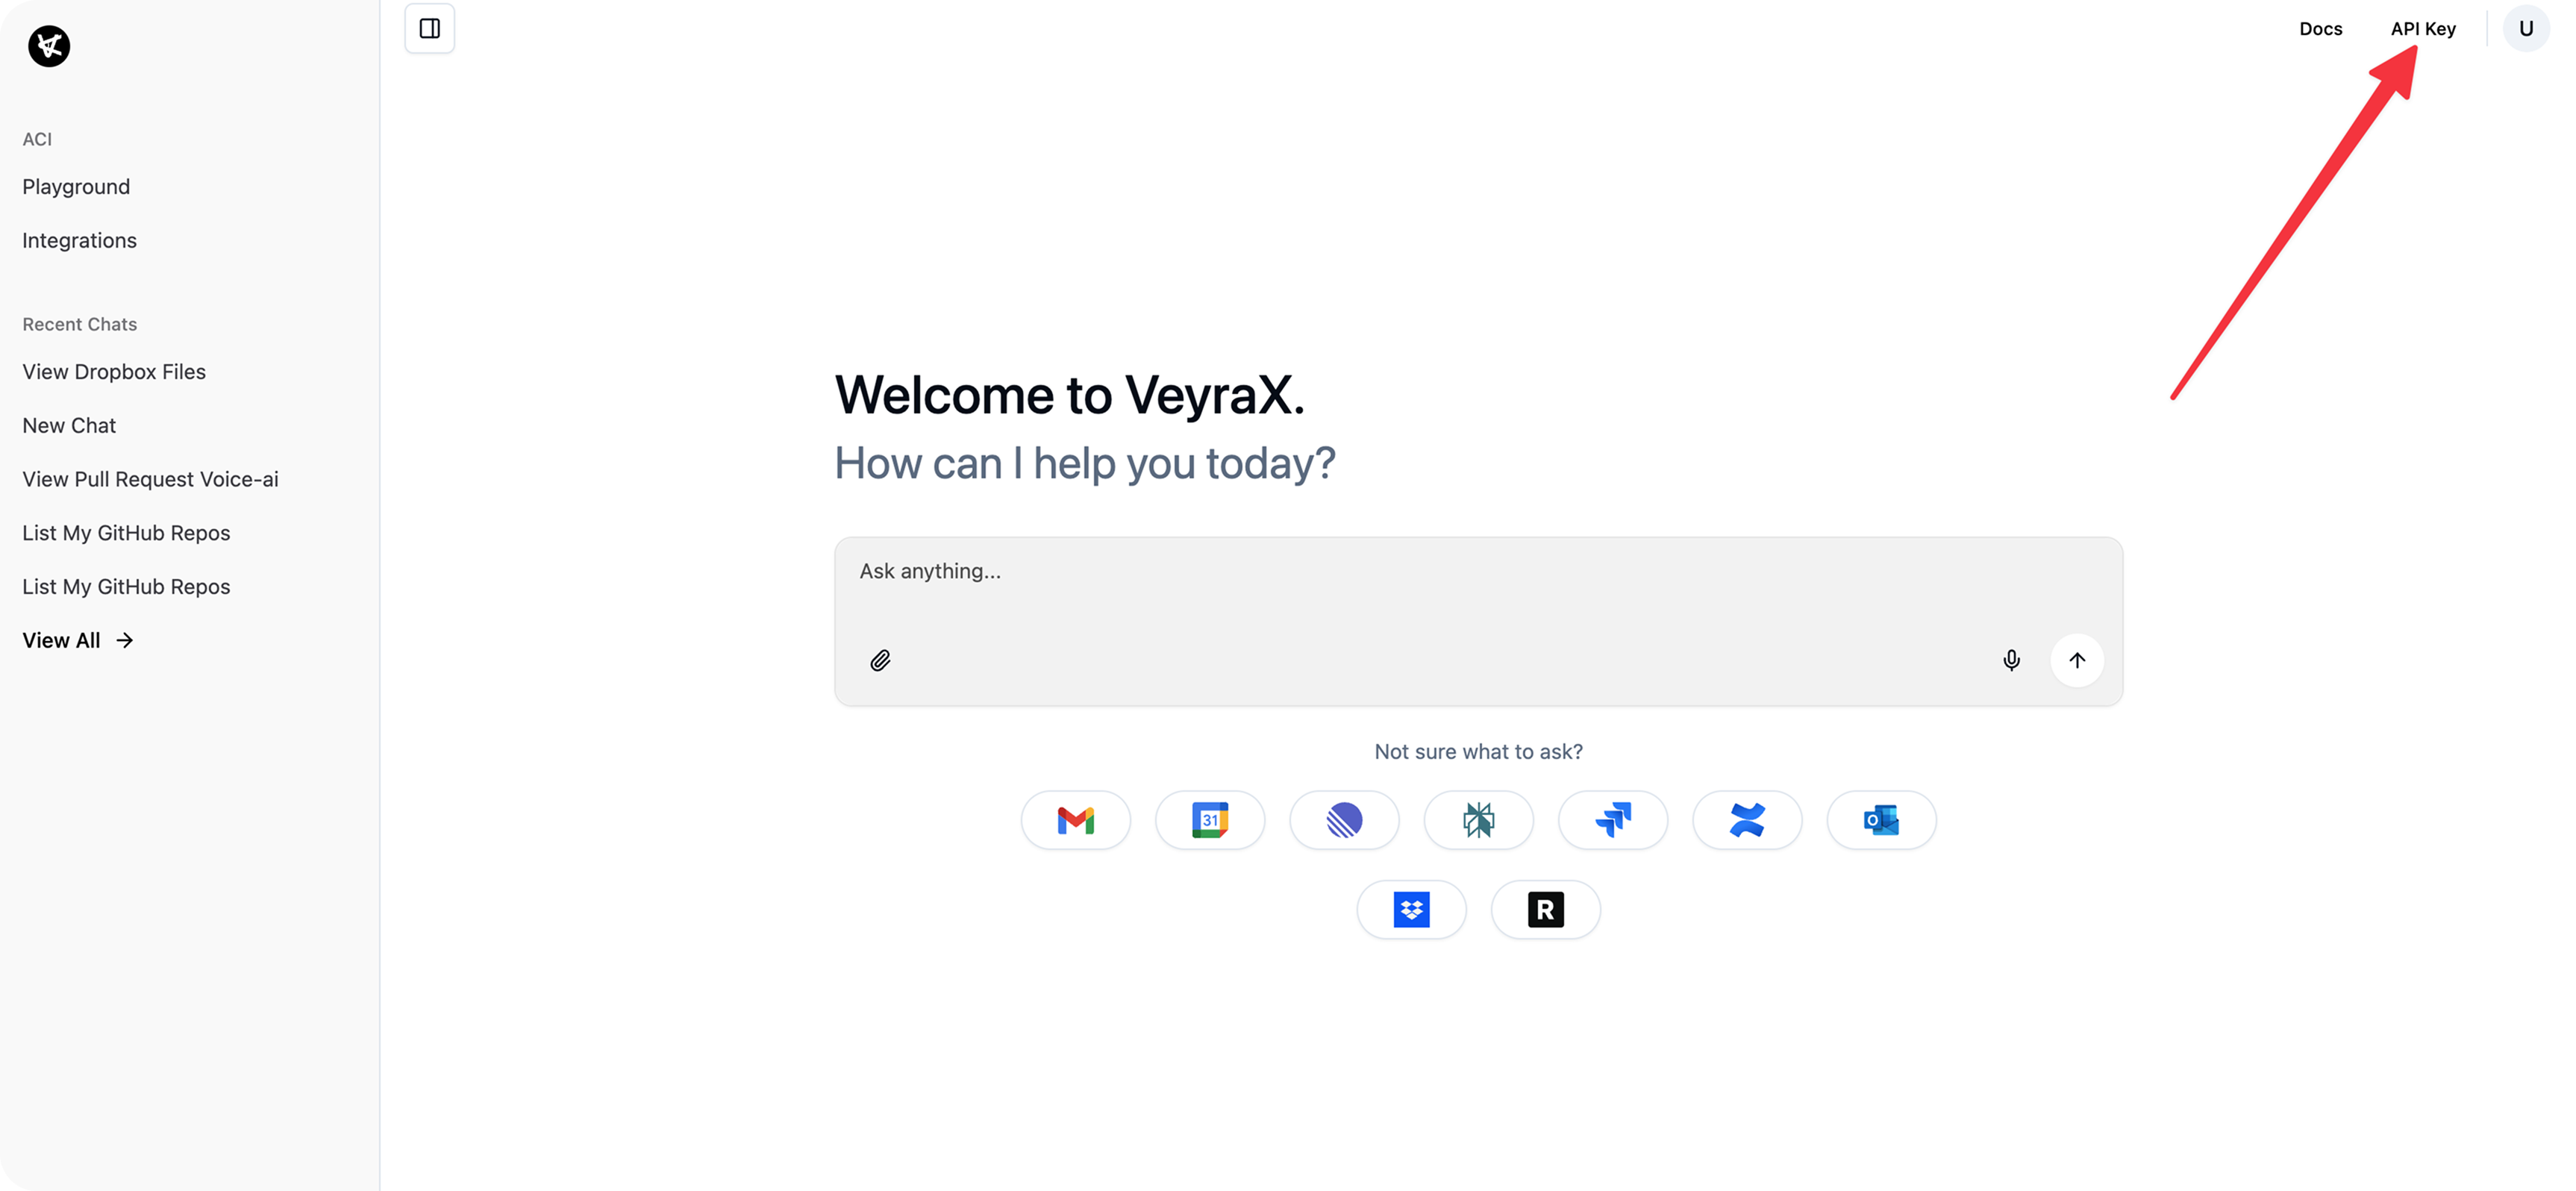 Docs
API Key
U
ACI
Playground
Integrations
Recent Chats
View Dropbox Files
New Chat
View Pull Request Voice-ai
List My GitHub Repos
List My GitHub Repos
View All
Welcome to VeyraX.
How can I help you today?
Ask anything...
Not sure what to ask?
31
O
R